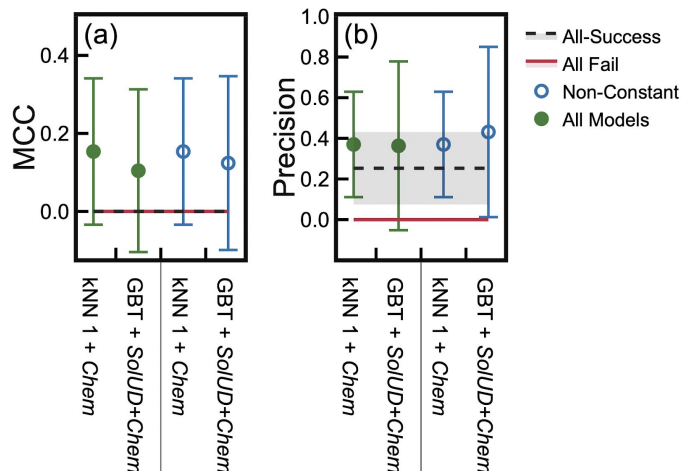 (a)
MCC
0.4
0.2
0.0
kNN 1 + Chem
GBT + SolUD+Chem
kNN 1 + Chem
GBT + SolUD+Chem
(b)
Precision
1.0
0.8
0.6
0.4
0.2
0.0
kNN 1 + Chem
GBT + SolUD+Chem
kNN 1 + Chem
GBT + SolUD+Chem
All-Success
All Fail
Non-Constant
All Models